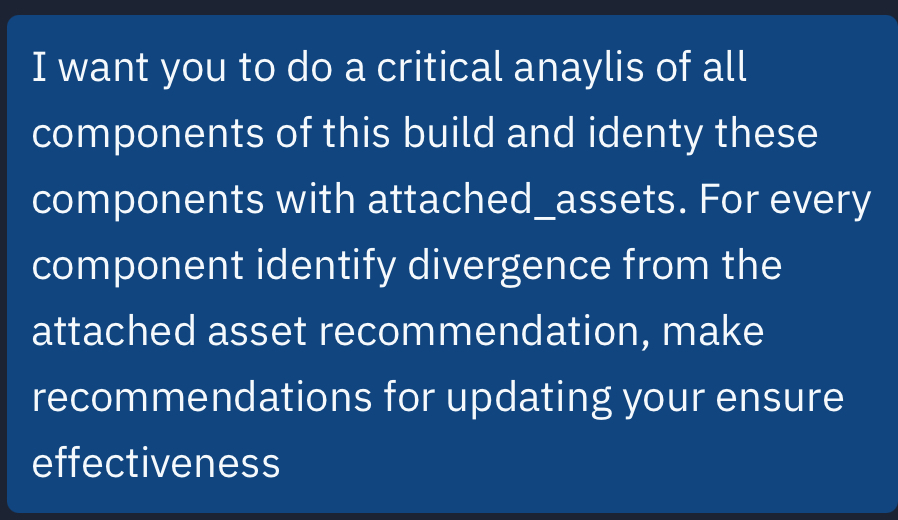 I want you to do a critical anaylis of all
components of this build and identy these
components with attached_assets. For every
component identify divergence from the
attached asset recommendation, make
recommendations for updating your ensure
effectiveness